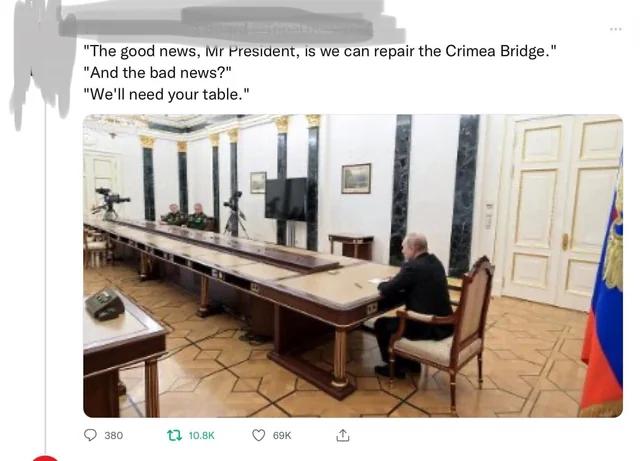 "The good news, Mr President, is we can repair the Crimea Bridge."
"And the bad news?"
"We'll need your table."
380
10.8K
69K